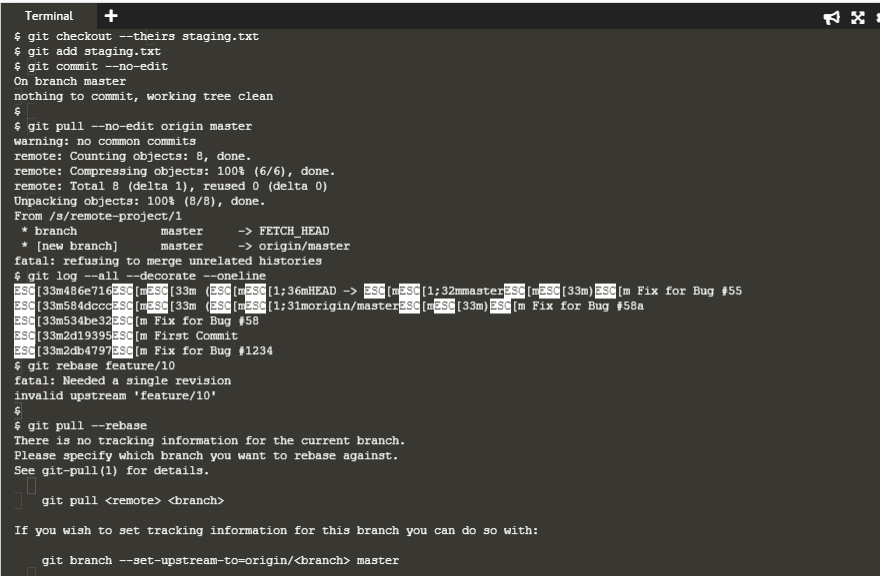 Terminal +
$ git checkout --theirs staging.txt
$ git add staging.txt
$ git commit --no-edit
On branch master
nothing to commit, working tree clean
$
$ git pull --no-edit origin master
warning: no common commits
remote: Counting objects: 8, done.
remote: Compressing objects: 100% (6/6), done.
remote: Total 8 (delta 1), reused 0 (delta 0)
Unpacking objects: 100% (8/8), done.
From /s/remote-project/1
 * branch            master     -> FETCH_HEAD
 * [new branch]      master     -> origin/master
fatal: refusing to merge unrelated histories
$ git log --all --decorate --oneline
ESC[33m486e716ESC[mESC[33m (ESC[mESC[1;36mHEAD -> ESC[mESC[1;32mmasterESC[mESC[33m)ESC[m Fix for Bug #55
ESC[33m584dcccESC[mESC[33m (ESC[mESC[1;31morigin/masterESC[mESC[33m)ESC[m Fix for Bug #58a
ESC[33m534be32ESC[m Fix for Bug #58
ESC[33m2d19395ESC[m First Commit
ESC[33m2db4797ESC[m Fix for Bug #1234
$ git rebase feature/10
fatal: Needed a single revision
invalid upstream 'feature/10'
$
$ git pull --rebase
There is no tracking information for the current branch.
Please specify which branch you want to rebase against.
See git-pull(1) for details.
    git pull <remote> <branch>
If you wish to set tracking information for this branch you can do so with:
    git branch --set-upstream-to=origin/<branch> master